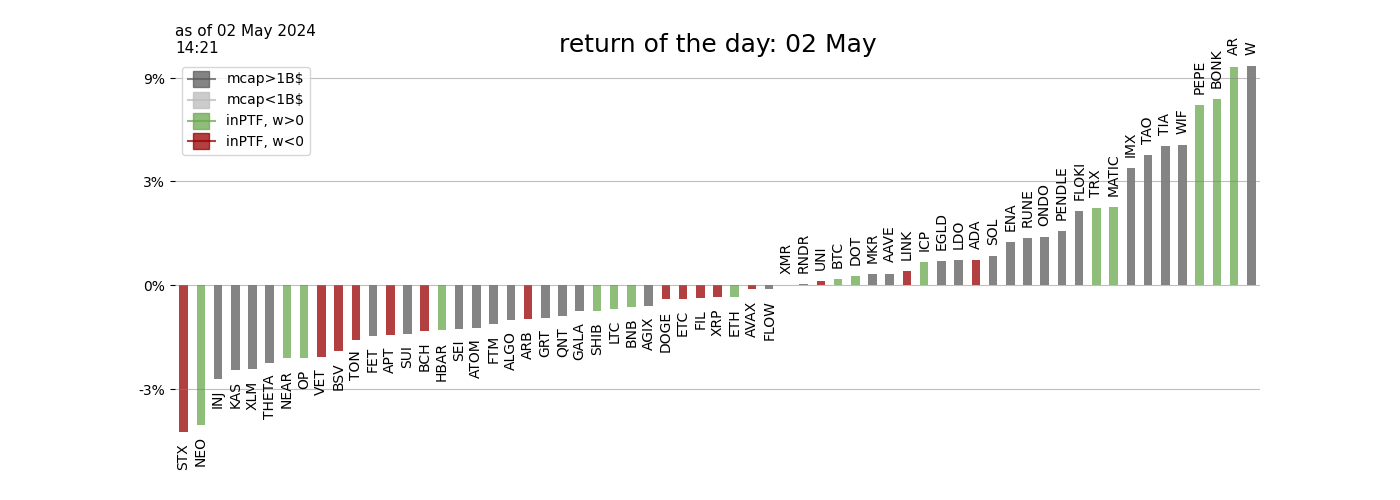 as of 02 May 2024
14:21
return of the day: 02 May
mcap>1B$
mcap<1B$
inPTF, w>0
inPTF, w<0
9%
3%
0%
-3%
STX
NEO
INJ
KAS
XLM
THETA
NEAR
OP
VET
BSV
TON
FET
APT
SUI
BCH
HBAR
SEI
ATOM
FTM
ALGO
ARB
GRT
QNT
GALA
SHIB
LTC
BNB
AGIX
DOGE
ETC
FIL
XRP
ETH
AVAX
FLOW
XMR
RNDR
UNI
BTC
DOT
MKR
AAVE
LINK
ICP
EGLD
LDO
ADA
SOL
ENA
RUNE
ONDO
PENDLE
FLOKI
TRX
MATIC
IMX
TAO
TIA
WIF
PEPE
BONK
AR
W